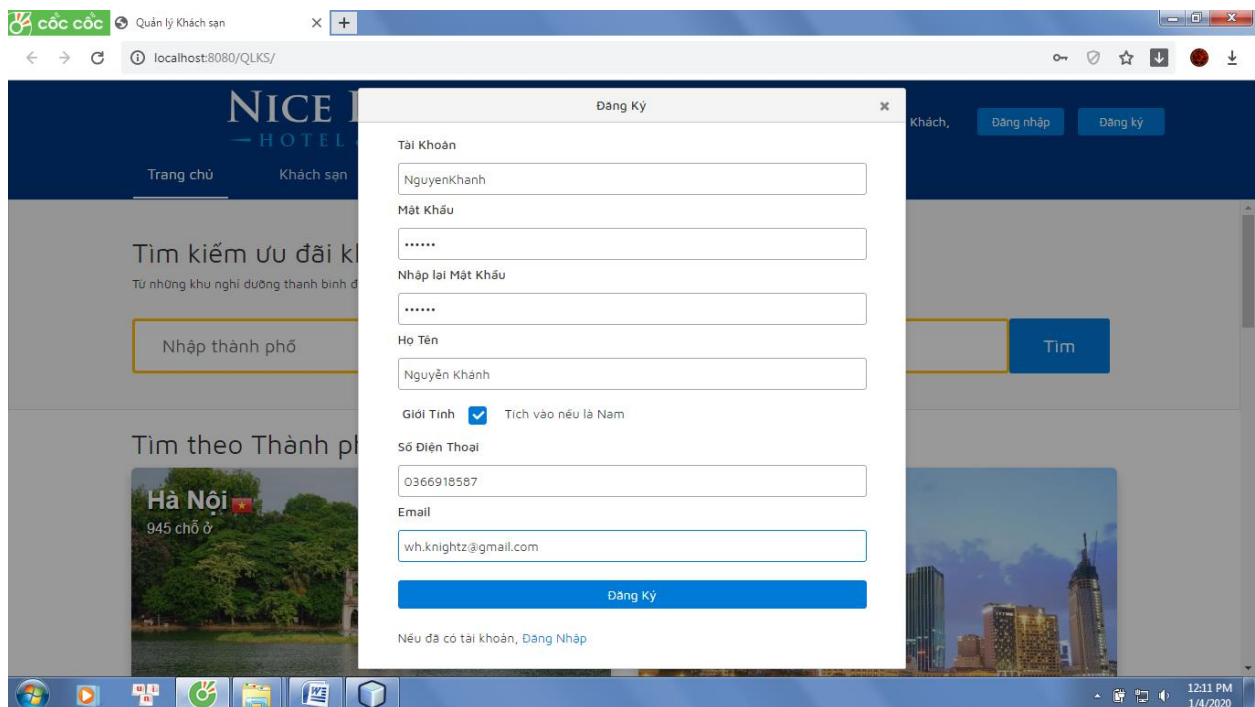 cốc cốc
Quản lý Khách sạn
localhost:8080/QLKS/
NICE
HOTEL
Đăng Ký
Khách,
Đăng nhập
Đăng ký
Trang chủ
Khách sạn
Tài Khoản
NguyenKhanh
Mật Khẩu
••••••
Nhập lại Mật Khẩu
••••••
Họ Tên
Nguyễn Khánh
Giới Tính
Tích vào nếu là Nam
Số Điện Thoại
0366918587
Email
wh.knightz@gmail.com
Đăng Ký
Nếu đã có tài khoản, Đăng Nhập
Tìm kiếm ưu đãi
Từ những khu nghỉ dưỡng thanh bình
Nhập thành phố
Tìm
Tìm theo Thành
Hà Nội
945 chỗ ở
12:11 PM
1/4/2020